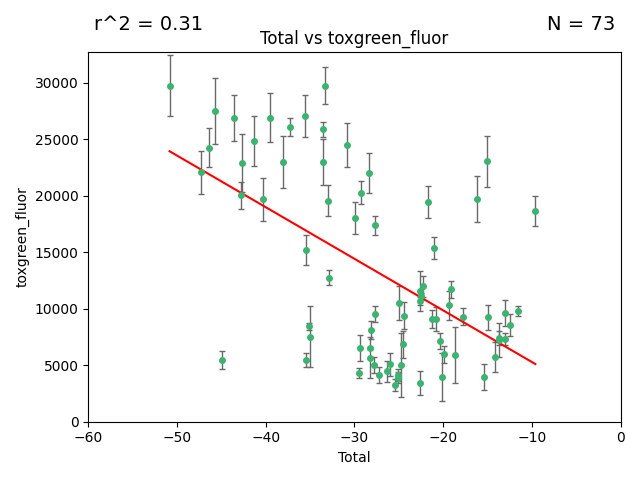 r^2 = 0.31 N = 73
Total vs toxgreen_fluor
30000
25000
20000
15000
10000
5000
0
toxgreen_fluor
−60 −50 −40 −30 −20 −10 0
Total